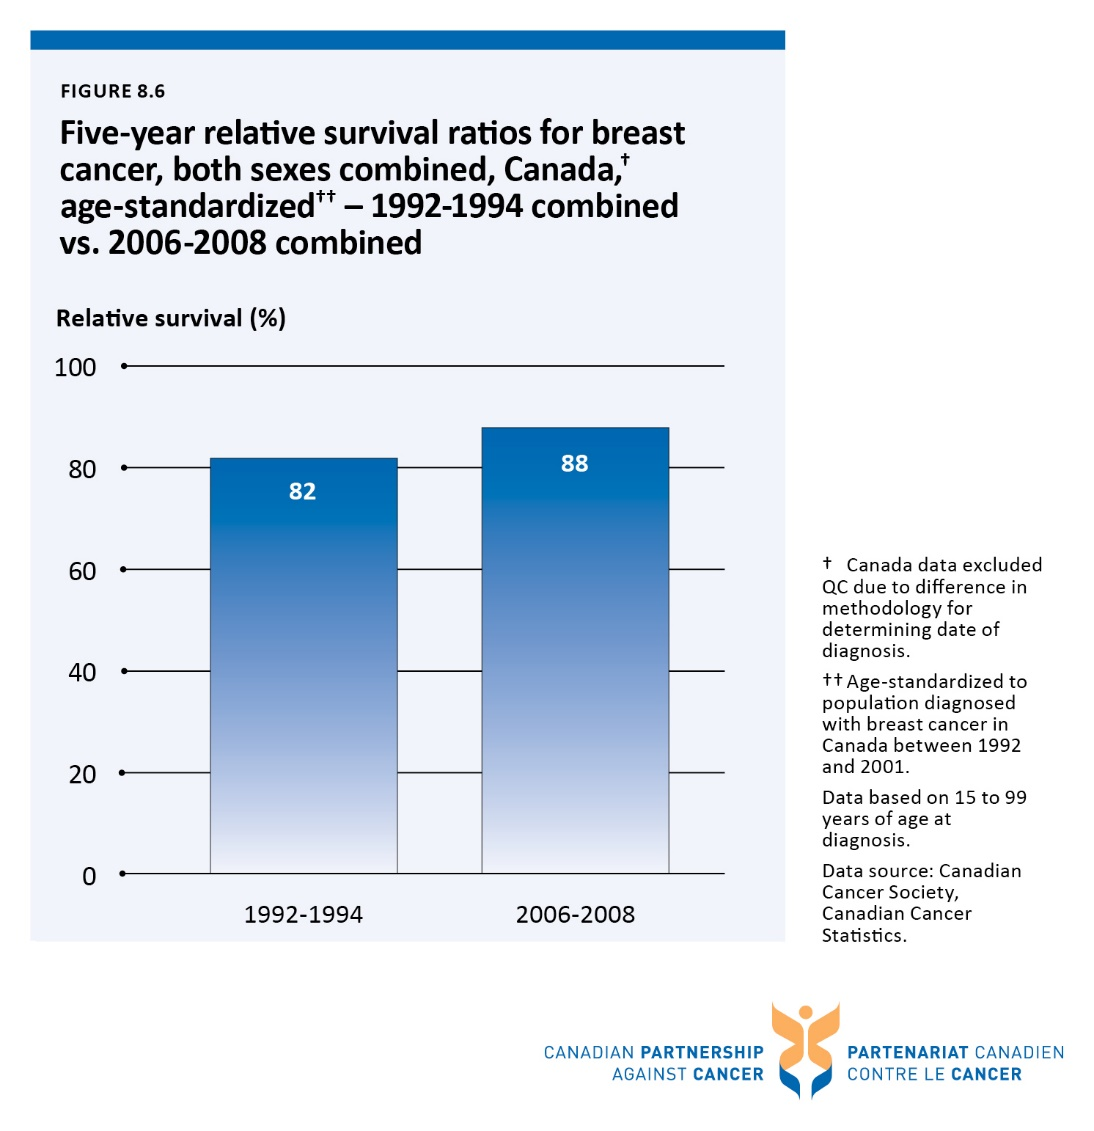 FIGURE 8.6
Five-year relative survival ratios for breast
cancer, both sexes combined, Canada,†
age-standardized†† – 1992-1994 combined
vs. 2006-2008 combined
Relative survival (%)
100
80
60
40
20
0
82
88
1992-1994
2006-2008
† Canada data excluded
QC due to difference in
methodology for
determining date of
diagnosis.
†† Age-standardized to
population diagnosed
with breast cancer in
Canada between 1992
and 2001.
Data based on 15 to 99
years of age at
diagnosis.
Data source: Canadian
Cancer Society,
Canadian Cancer
Statistics.
CANADIAN PARTNERSHIP
AGAINST CANCER
PARTENARIAT CANADIEN
CONTRE LE CANCER